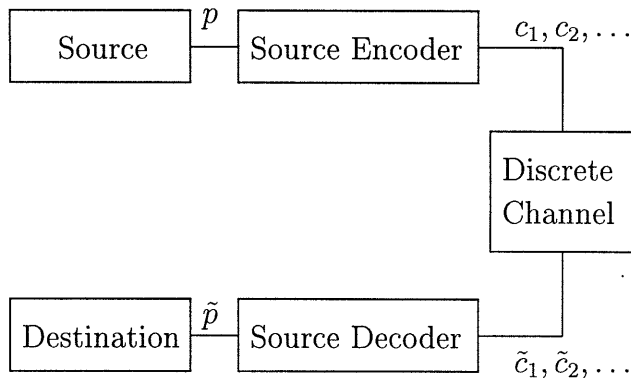 p
Source
Source Encoder
c₁, c₂, ...
Discrete
Channel
Destination
p̃
Source Decoder
c̃₁, c̃₂, ...